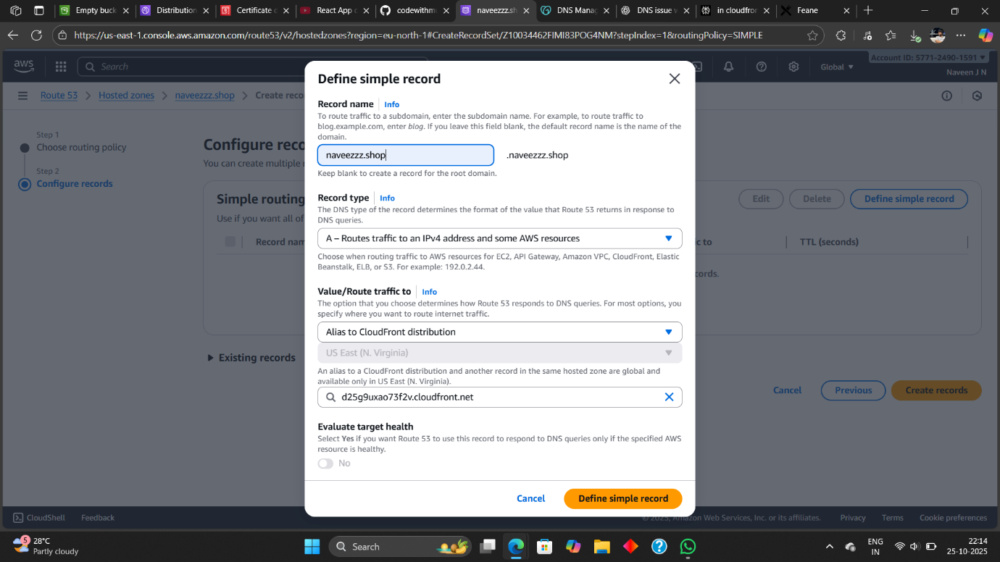 Empty buck
Distribution
Certificate c
React App c
codewithmu
naveezzz.sh
DNS Manag
DNS issue w
in cloudfron
Feane
https://us-east-1.console.aws.amazon.com/route53/v2/hostedzones?region=eu-north-1#CreateRecordSet/Z10034462FIMI83POG4NM?stepIndex=1&routingPolicy=SIMPLE
aws
Search
Global
Account ID: 5771-2490-1591
Naveen J N
Route 53
Hosted zones
naveezzz.shop
Create reco
Step 1
Choose routing policy
Step 2
Configure records
Configure reco
You can create multiple
Simple routing
Use if you want all of
Edit
Delete
Define simple record
Record nam
c to
TTL (seconds)
cords.
Existing records
Cancel
Previous
Create records
Define simple record
Record name
Info
To route traffic to a subdomain, enter the subdomain name. For example, to route traffic to
blog.example.com, enter blog. If you leave this field blank, the default record name is the name of the
domain.
naveezzz.shop
.naveezzz.shop
Keep blank to create a record for the root domain.
Record type
Info
The DNS type of the record determines the format of the value that Route 53 returns in response to
DNS queries.
A – Routes traffic to an IPv4 address and some AWS resources
Choose when routing traffic to AWS resources for EC2, API Gateway, Amazon VPC, CloudFront, Elastic
Beanstalk, ELB, or S3. For example: 192.0.2.44.
Value/Route traffic to
Info
The option that you choose determines how Route 53 responds to DNS queries. For most options, you
specify where you want to route internet traffic.
Alias to CloudFront distribution
US East (N. Virginia)
An alias to a CloudFront distribution and another record in the same hosted zone are global and
available only in US East (N. Virginia).
d25g9uxao73f2v.cloudfront.net
Evaluate target health
Select Yes if you want Route 53 to use this record to respond to DNS queries only if the specified AWS
resource is healthy.
No
Cancel
Define simple record
CloudShell
Feedback
© 2025, Amazon Web Services, Inc. or its affiliates.
Privacy
Terms
Cookie preferences
5
28°C
Partly cloudy
Search
ENG
IN
22:14
25-10-2025